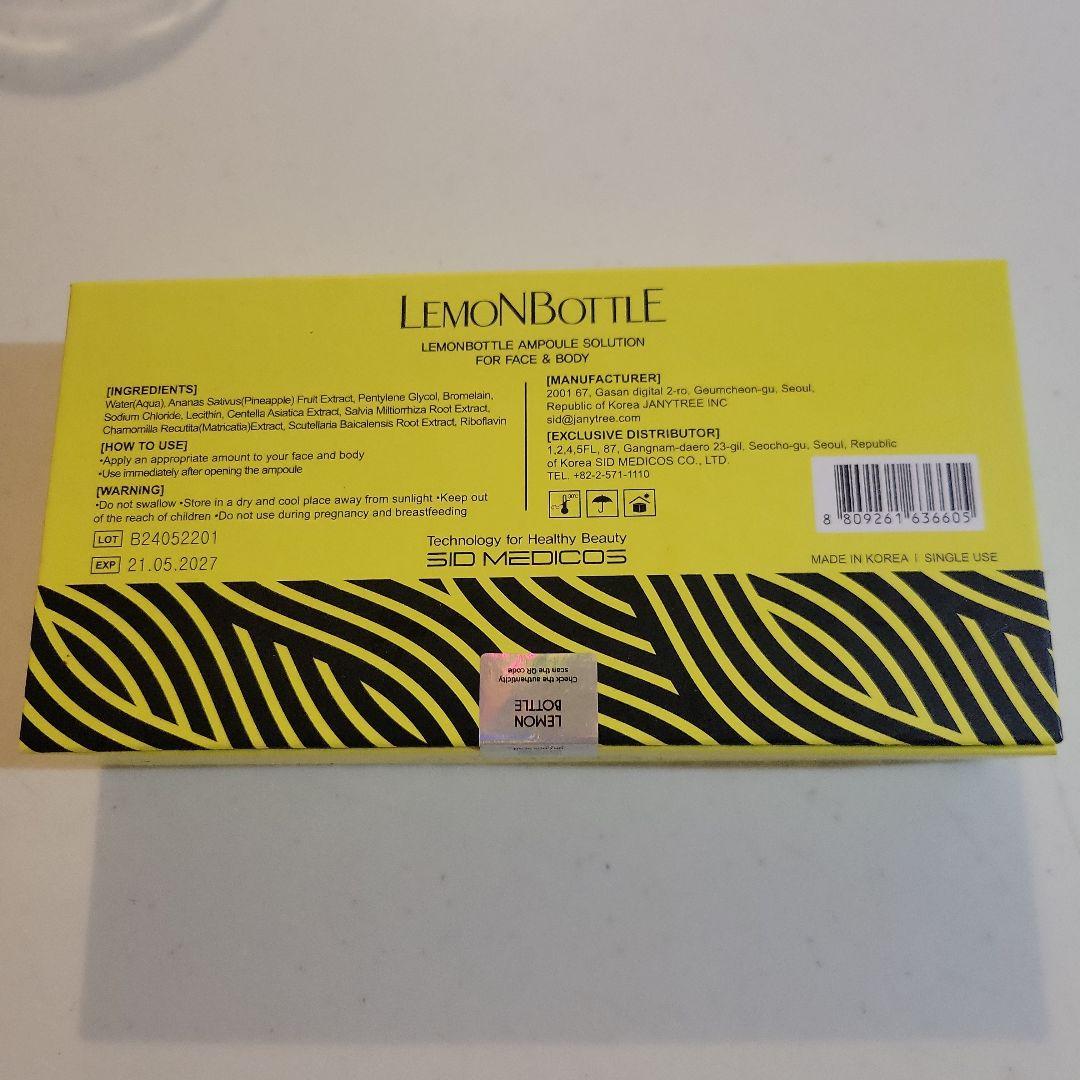 LEMONBOTTLE
LEMONBOTTLE AMPOULE SOLUTION
FOR FACE & BODY
[INGREDIENTS]
Water(Aqua), Ananas Sativus(Pineapple) Fruit Extract, Pentylene Glycol, Bromelain,
Sodium Chloride, Lecithin, Centella Asiatica Extract, Salvia Miltiorrhiza Root Extract,
Chamomilla Recutita(Matricatia)Extract, Scutellaria Baicalensis Root Extract, Riboflavin
[HOW TO USE]
•Apply an appropriate amount to your face and body
•Use immediately after opening the ampoule
[WARNING]
•Do not swallow •Store in a dry and cool place away from sunlight •Keep out
of the reach of children •Do not use during pregnancy and breastfeeding
LOT B24052201
EXP 21.05.2027
[MANUFACTURER]
2001 67, Gasan digital 2-ro, Geumcheon-gu, Seoul,
Republic of Korea JANYTREE INC
sid@janytree.com
[EXCLUSIVE DISTRIBUTOR]
1,2,4,5FL, 87, Gangnam-daero 23-gil, Seocho-gu, Seoul, Republic
of Korea SID MEDICOS CO., LTD.
TEL. +82-2-571-1110
8 809261 636605
Technology for Healthy Beauty
SID MEDICOS
MADE IN KOREA | SINGLE USE
LEMON
BOTTLE
Check the authenticity
scan the QR code